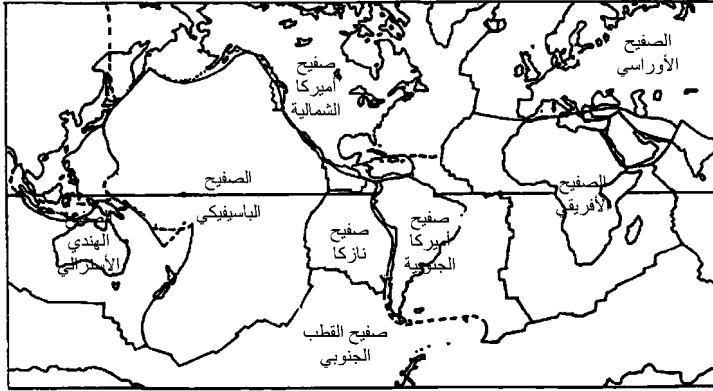 الصفيح
الأوراسي
صفيح
أميركا
الشمالية
الصفيح
الباسيفيكي
الصفيح
الأفريقي
الهندي
الأسترالي
صفيح
نازكا
صفيح
أميركا
الجنوبية
صفيح القطب
الجنوبي